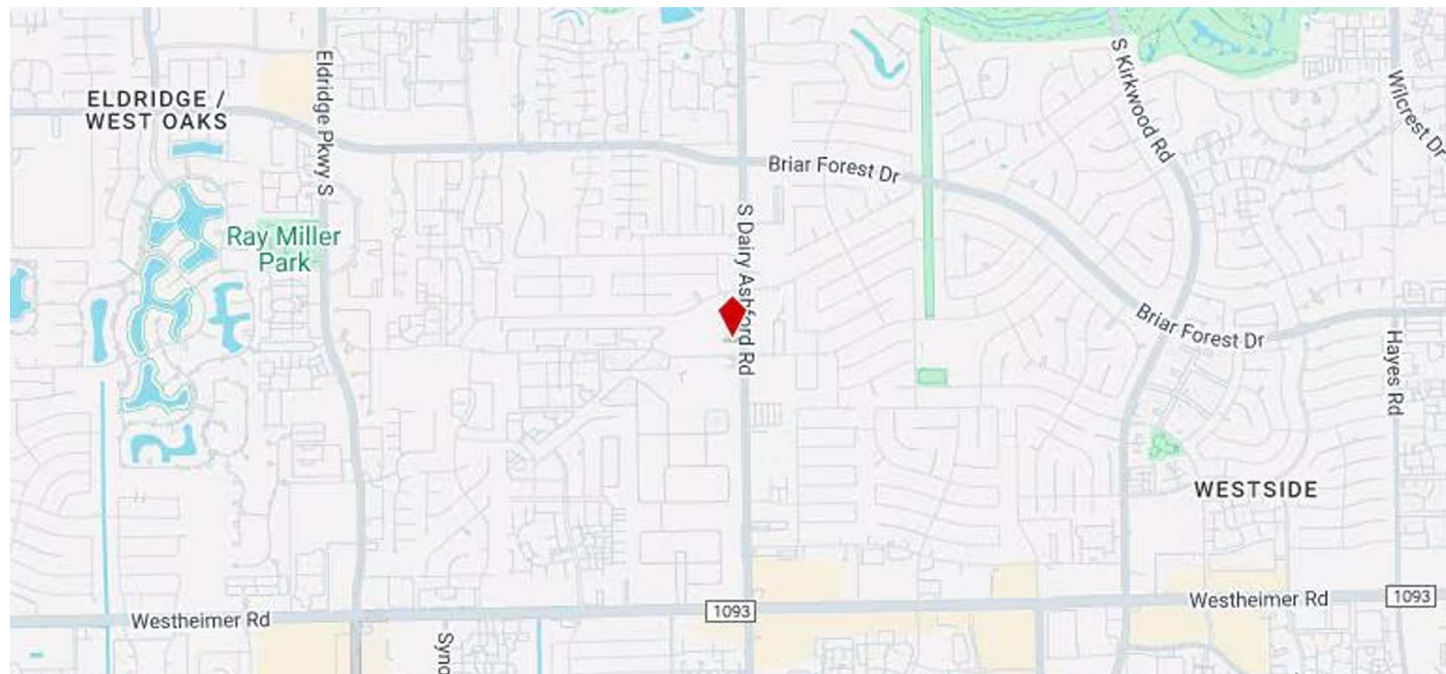 ELDRIDGE /
WEST OAKS
Eldridge Pkwy S
S Kirkwood Rd
Wilcrest Dr
Briar Forest Dr
Ray Miller
Park
S Dairy Ashford Rd
Briar Forest Dr
Hayes Rd
WESTSIDE
Westheimer Rd
1093
Westheimer Rd
1093